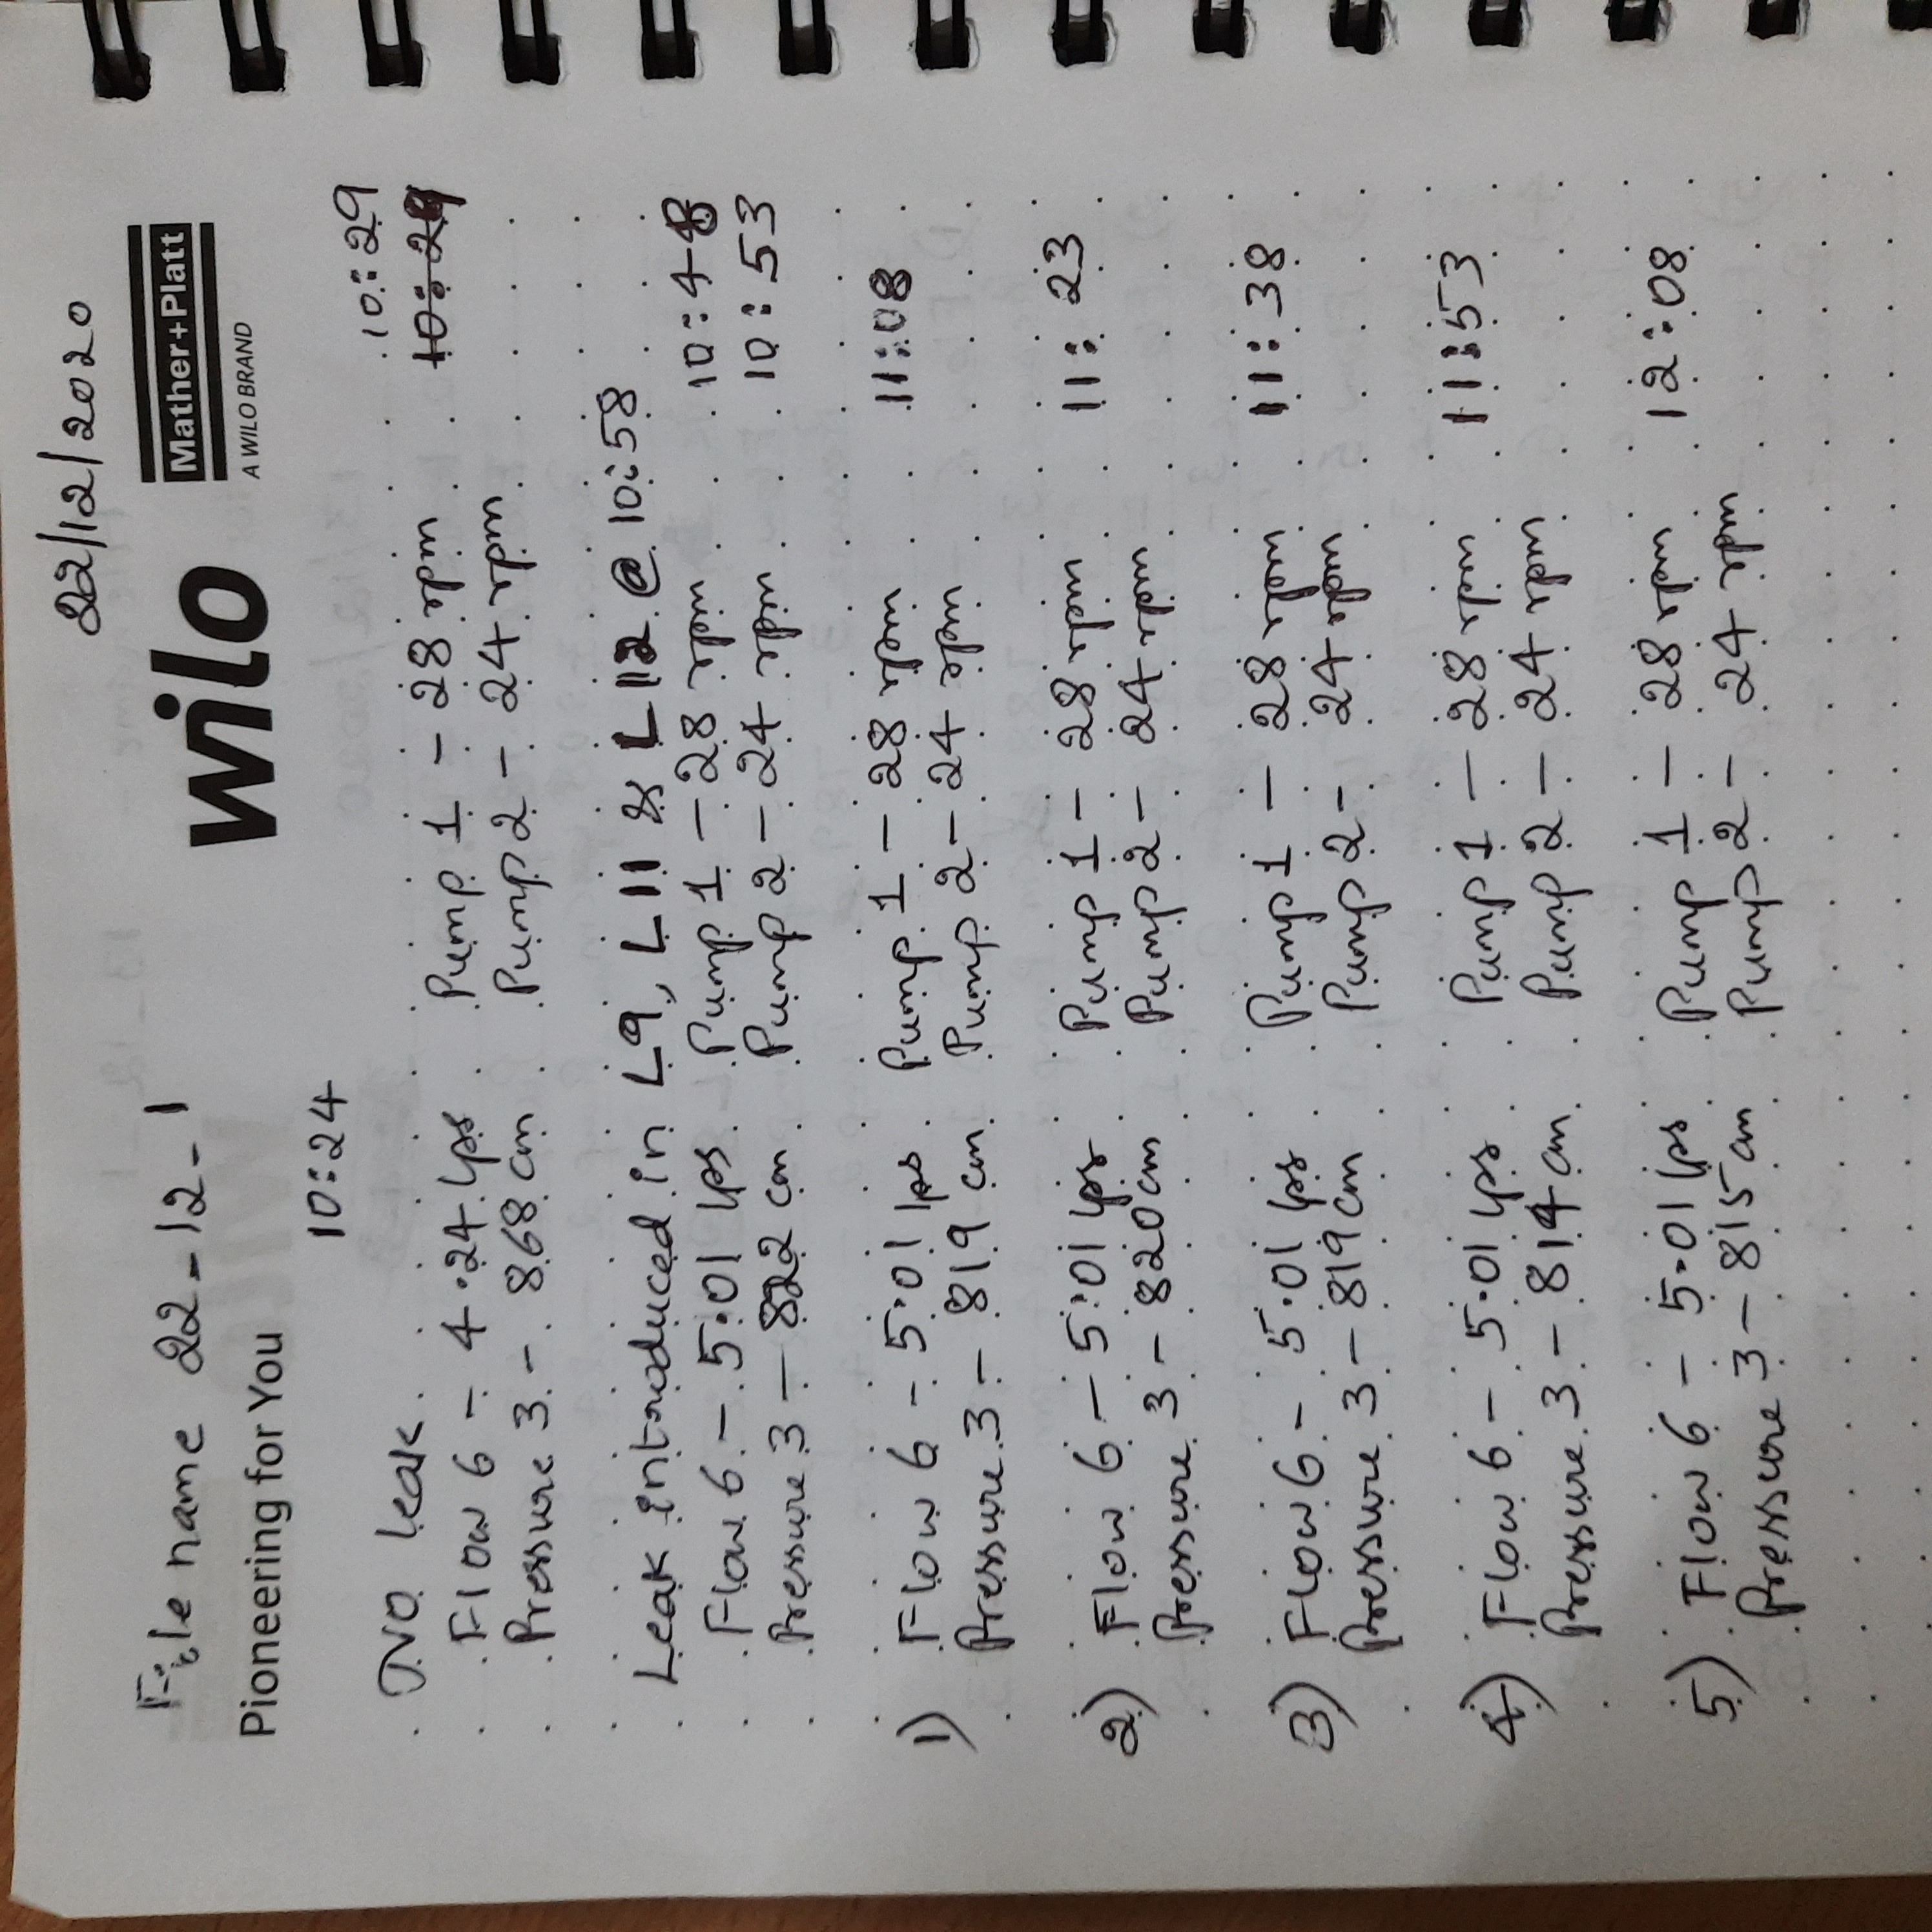 22/12/2020
File name 22-12-1
wilo
Mather+Platt
A WILO BRAND
Pioneering for You
10:24
NO leak
10:29
Flow 6 - 4.24 lps Pump 1 - 28 rpm 10:29
Pressure 3 - 868 cm Pump 2 - 24 rpm
Leak introduced in L9, L11 & L12 @ 10:58
Flow 6 - 5.01 lps Pump 1 - 28 rpm 10:48
Pressure 3 - 822 cm Pump 2 - 24 rpm 10:53
1) Flow 6 - 5.01 lps Pump 1 - 28 rpm 11:08
Pressure 3 - 819 cm Pump 2 - 24 rpm
2) Flow 6 - 5.01 lps Pump 1 - 28 rpm 11:23
Pressure 3 - 820 cm Pump 2 - 24 rpm
3) Flow 6 - 5.01 lps Pump 1 - 28 rpm 11:38
Pressure 3 - 819 cm Pump 2 - 24 rpm
4) Flow 6 - 5.01 lps Pump 1 - 28 rpm 11:53
Pressure 3 - 814 cm Pump 2 - 24 rpm
5) Flow 6 - 5.01 lps Pump 1 - 28 rpm 12:08
Pressure 3 - 815 cm Pump 2 - 24 rpm